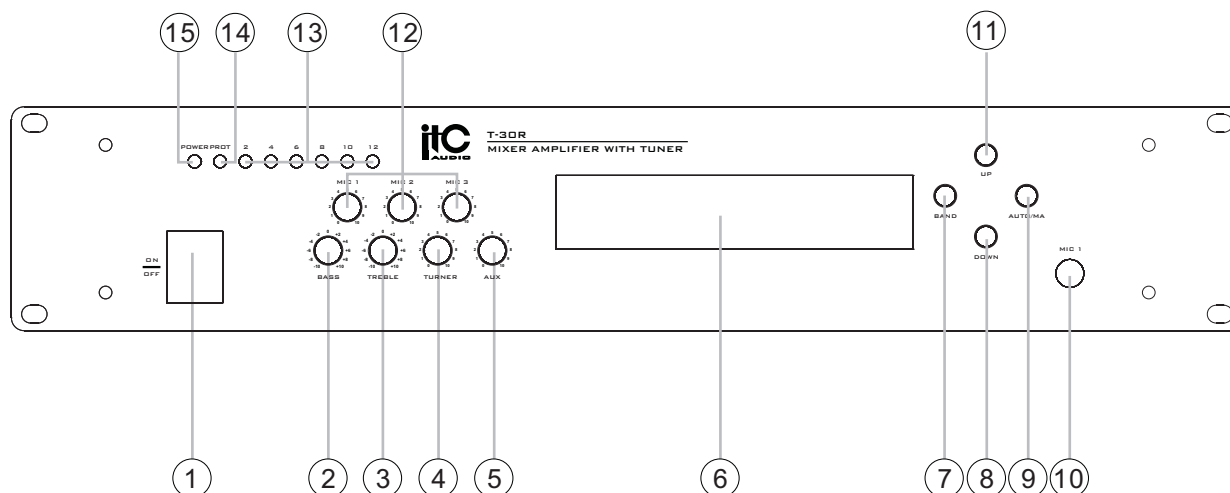 15 14 13 12 11
itc
AUDIO
T-30R
MIXER AMPLIFIER WITH TUNER
POWER PROT 2 4 6 8 10 12
MIC 1 MIC 2 MIC 3
UP
BAND AUTO/MA
DOWN
MIC 1
ON
OFF
BASS TREBLE TURNER AUX
1 2 3 4 5 6 7 8 9 10